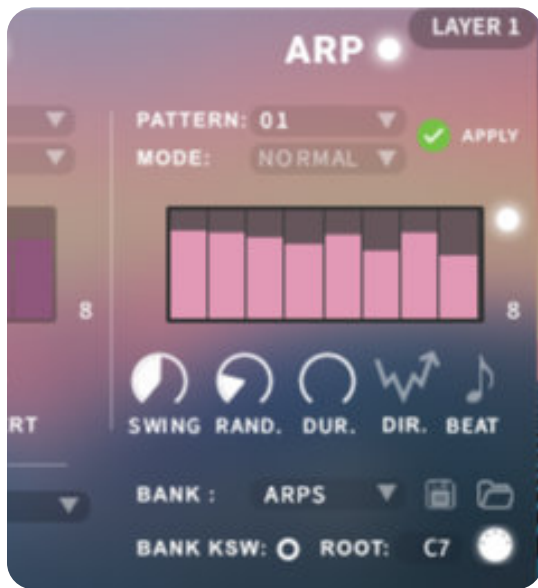 LAYER 1
ARP
PATTERN: 01
APPLY
MODE: NORMAL
8
8
RT
SWING RAND. DUR. DIR. BEAT
BANK : ARPS
BANK KSW: ROOT: C7